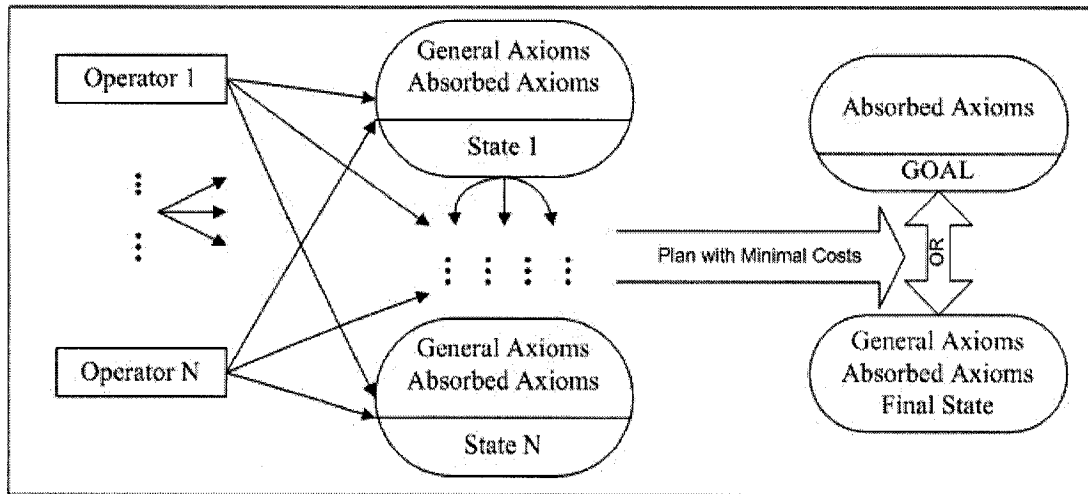 Operator 1
General Axioms
Absorbed Axioms
State 1
Absorbed Axioms
GOAL
Plan with Minimal Costs
OR
Operator N
General Axioms
Absorbed Axioms
State N
General Axioms
Absorbed Axioms
Final State